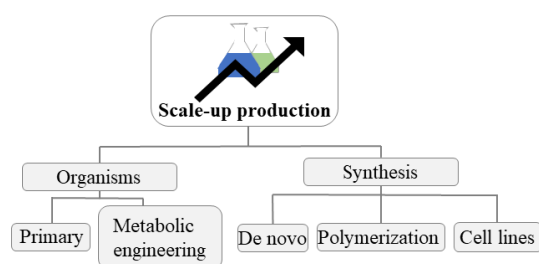 Scale-up production
Organisms
Synthesis
Primary
Metabolic
engineering
De novo
Polymerization
Cell lines